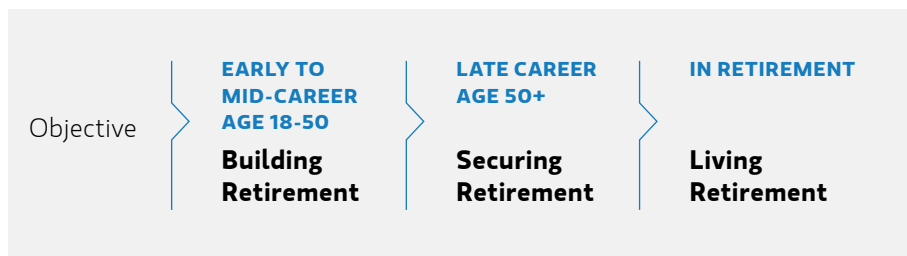 Objective
EARLY TO
MID-CAREER
AGE 18-50
Building
Retirement
LATE CAREER
AGE 50+
Securing
Retirement
IN RETIREMENT
Living
Retirement